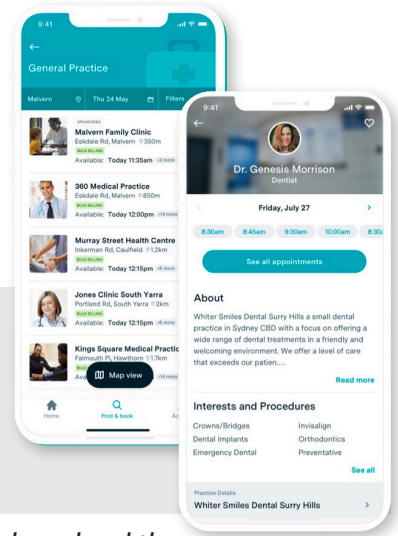 9:41
General Practice
Malvern
Thu 24 May
Filters
SPONSORED
Malvern Family Clinic
Eskdale Rd, Malvern 350m
BULK BILLING
Available: Today 11:35am +2 more
360 Medical Practice
Eskdale Rd, Malvern 850m
BULK BILLING
Available: Today 12:00pm +14 more
Murray Street Health Centre
Inkerman Rd, Caulfield 1.2km
BULK BILLING
Available: Today 12:15pm
Jones Clinic South Yarra
Portland Rd, South Yarra 2km
BULK BILLING
Available: Today 12:15pm
Kings Square Medical Practic
Falmouth Pl, Hawthorn 1.7km
BULK BILLING
Ava
+14 more
Map view
Home
Find & book
9:41
Dr. Genesis Morrison
Dentist
Friday, July 27
8:30am 8:45am 9:30am 10:00am
See all appointments
About
Whiter Smiles Dental Surry Hills a small dental
practice in Sydney CBD with a focus on offering a
wide range of dental treatments in a friendly and
welcoming environment. We offer a level of care
that exceeds our patien....
Read more
Interests and Procedures
Crowns/Bridges Invisalign
Dental Implants Orthodontics
Emergency Dental Preventative
See all
Practice Details
Whiter Smiles Dental Surry Hills